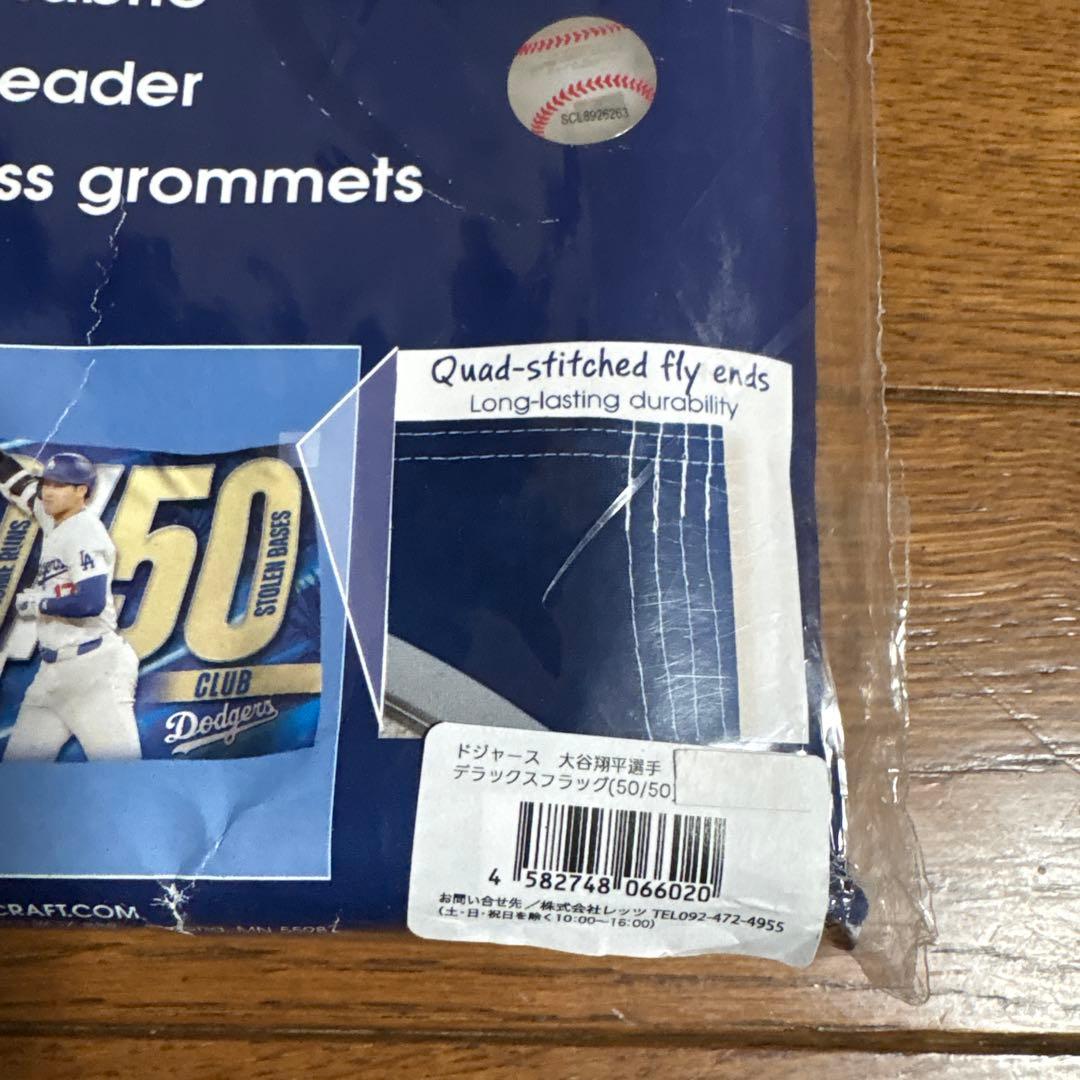 eader
ss grommets
SCL8926263
Quad-stitched fly ends
Long-lasting durability
50
STOLEN BASES
CLUB
Dodgers
LA
17
ドジャース 大谷翔平選手
デラックスフラッグ(50/50)
4 582748 066020
お問い合せ先／株式会社レッツ TEL092-472-4955
(土・日・祝日を除く10:00〜16:00)
CRAFT.COM
MN 55082